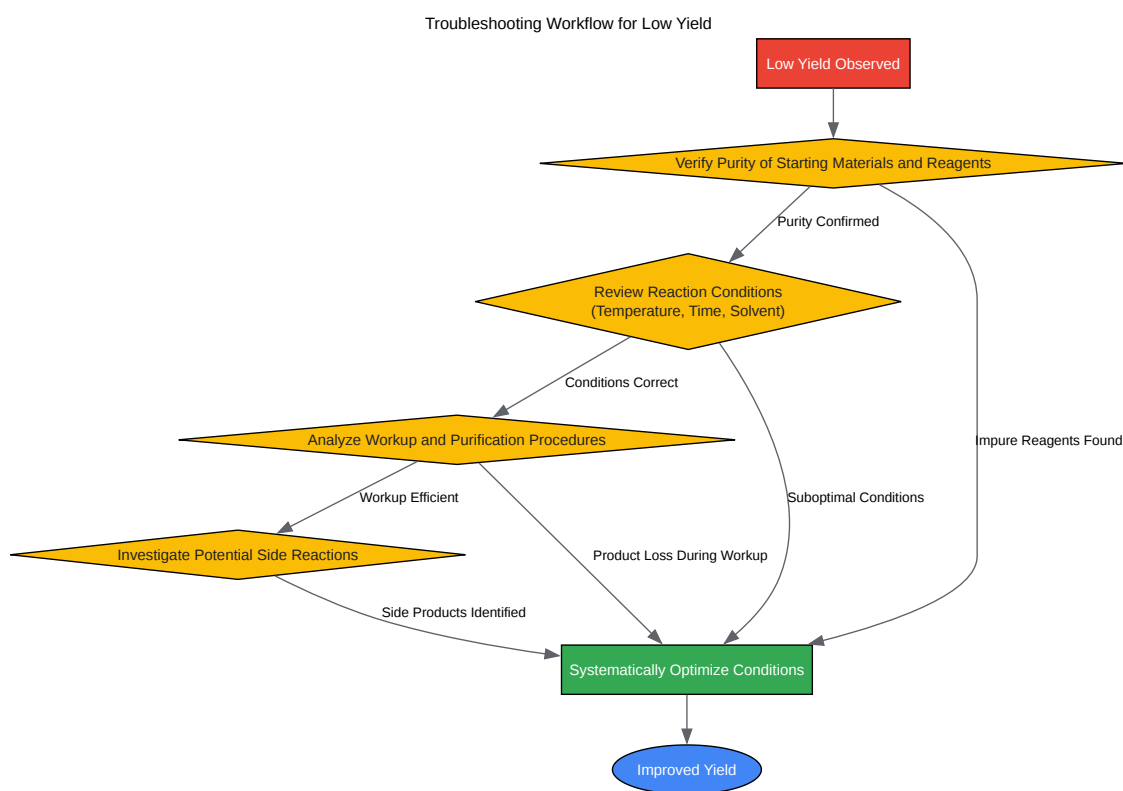 Troubleshooting Workflow for Low Yield
Low Yield Observed
Verify Purity of Starting Materials and Reagents
Purity Confirmed
Review Reaction Conditions
(Temperature, Time, Solvent)
Conditions Correct
Analyze Workup and Purification Procedures
Impure Reagents Found
Workup Efficient
Suboptimal Conditions
Investigate Potential Side Reactions
Product Loss During Workup
Side Products Identified
Systematically Optimize Conditions
Improved Yield